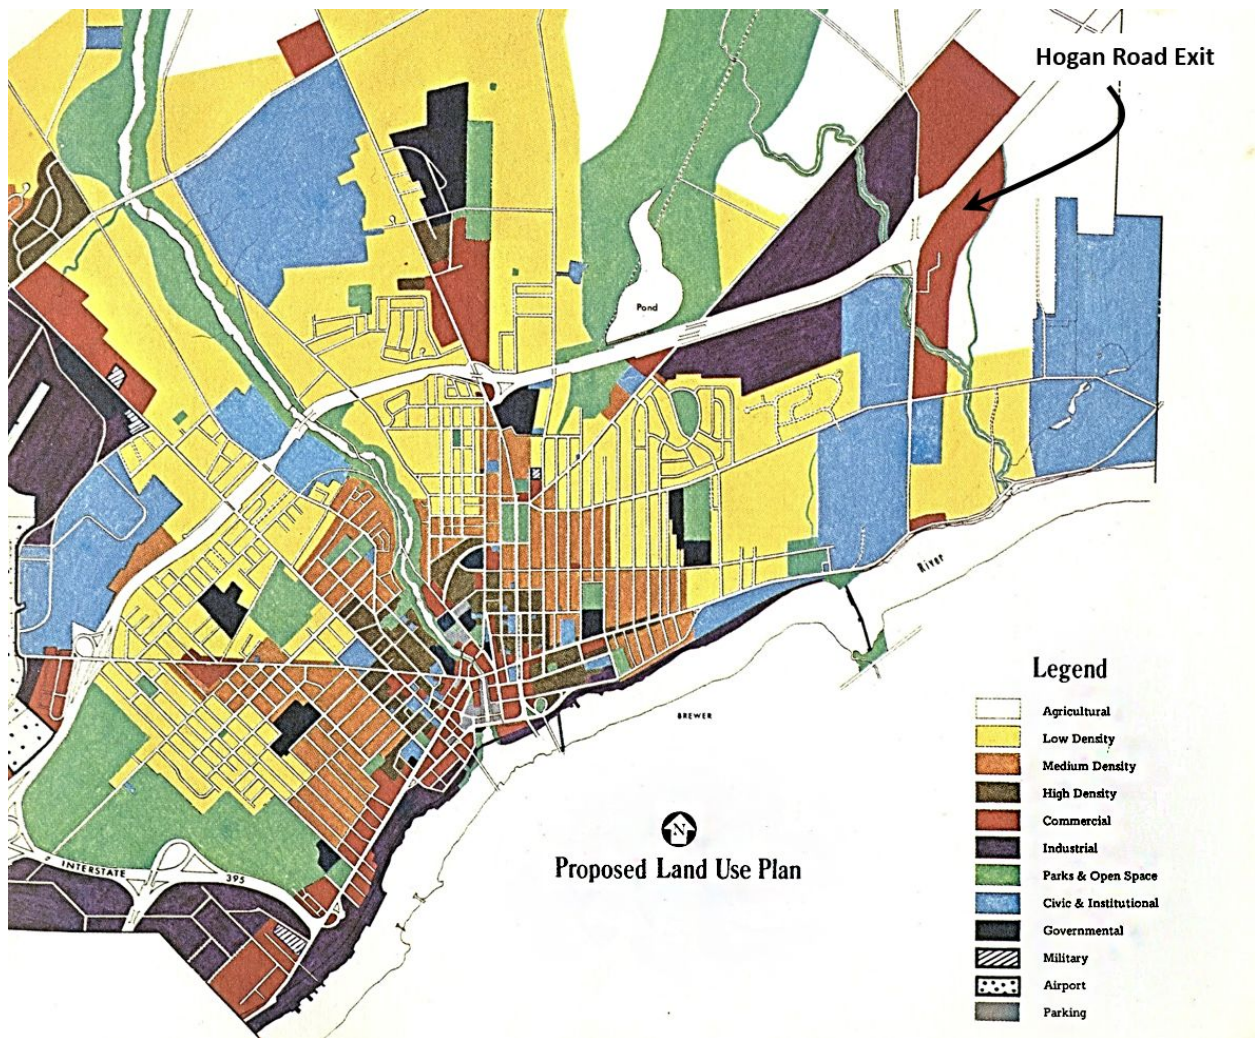 Hogan Road Exit
Pond
River
BREWER
INTERSTATE 395
N
Proposed Land Use Plan
Legend
Agricultural
Low Density
Medium Density
High Density
Commercial
Industrial
Parks & Open Space
Civic & Institutional
Governmental
Military
Airport
Parking